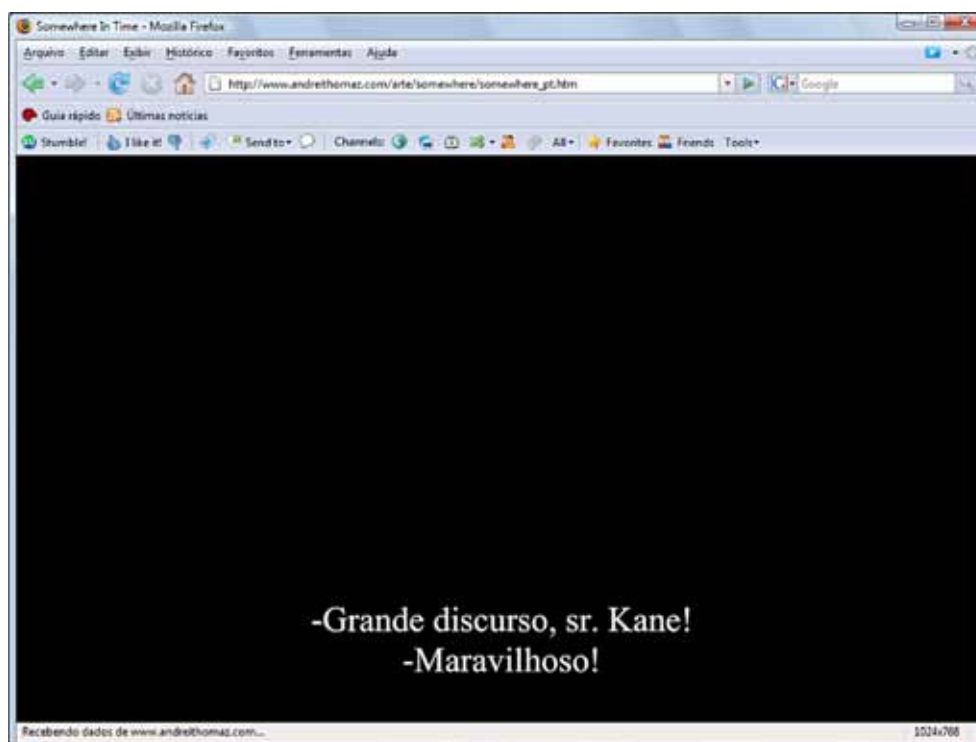 Somewhere In Time - Mozilla Firefox
Arquivo Editar Exibir Histórico Favoritos Ferramentas Ajuda
http://www.andreithomaz.com/arte/somewhere/somewhere_pt.htm Google
Guia rápido Últimas notícias
Stumble! I like it! Send to Channels: All Favorites Friends Tools
-Grande discurso, sr. Kane!
-Maravilhoso!
Recebendo dados de www.andreithomaz.com... 1024x768